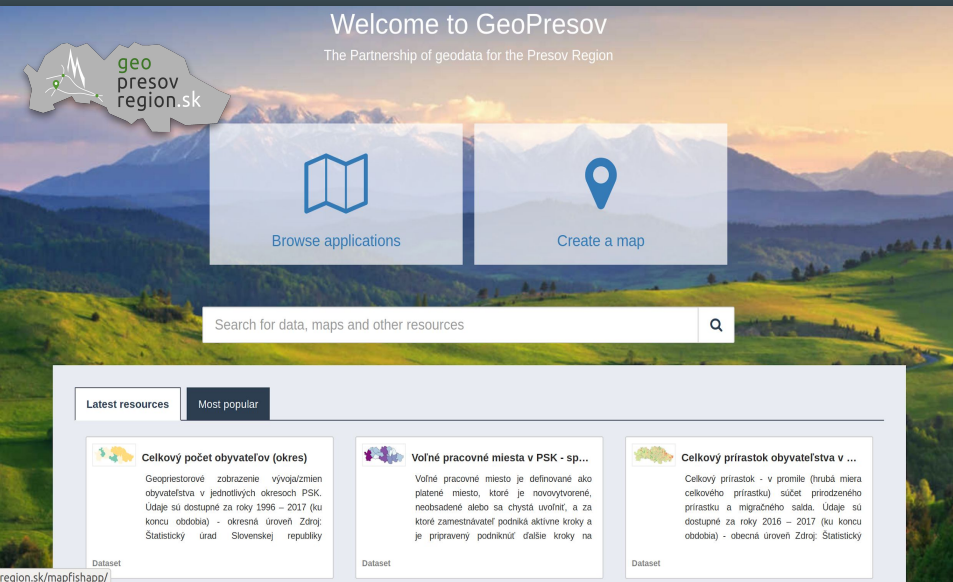 Welcome to GeoPresov
The Partnership of geodata for the Presov Region
geo
presov
region.sk
Browse applications
Create a map
Search for data, maps and other resources
Latest resources
Most popular
Celkový počet obyvateľov (okres)
Geopriestorové zobrazenie vývoja/zmien
obyvateľstva v jednotlivých okresoch PSK.
Údaje sú dostupné za roky 1996 – 2017 (ku
koncu obdobia) - okresná úroveň Zdroj:
Štatistický úrad Slovenskej republiky
Dataset
Voľné pracovné miesta v PSK - sp...
Voľné pracovné miesto je definované ako
platené miesto, ktoré je novovytvorené,
neobsadené alebo sa chystá uvoľniť, a za
ktoré zamestnávateľ podniká aktívne kroky a
je pripravený podniknúť ďalšie kroky na
Dataset
Celkový prírastok obyvateľstva v ...
Celkový prírastok - v promile (hrubá miera
celkového prírastku) súčet prirodzeného
prírastku a migračného salda. Údaje sú
dostupné za roky 2016 – 2017 (ku koncu
obdobia) - obecná úroveň Zdroj: Štatistický
Dataset
region.sk/mapfishapp/